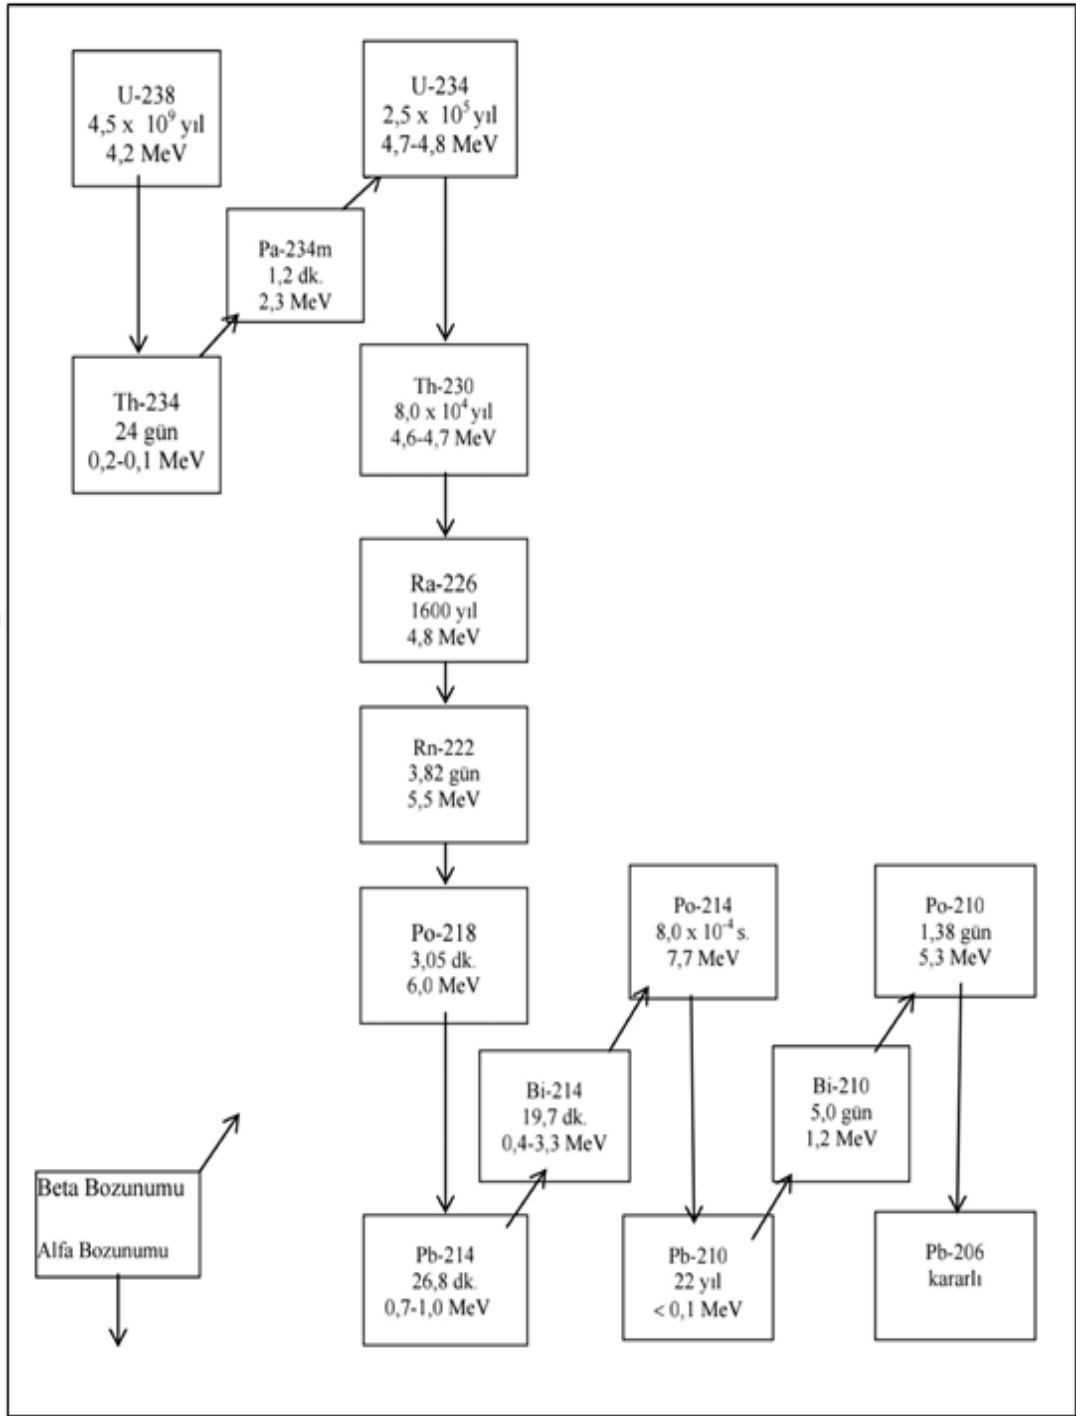 U-238
4,5 x 10⁹ yıl
4,2 MeV
U-234
2,5 x 10⁵ yıl
4,7-4,8 MeV
Pa-234m
1,2 dk.
2,3 MeV
Th-234
24 gün
0,2-0,1 MeV
Th-230
8,0 x 10⁴ yıl
4,6-4,7 MeV
Ra-226
1600 yıl
4,8 MeV
Rn-222
3,82 gün
5,5 MeV
Po-218
3,05 dk.
6,0 MeV
Po-214
8,0 x 10⁻⁴ s.
7,7 MeV
Po-210
1,38 gün
5,3 MeV
Bi-214
19,7 dk.
0,4-3,3 MeV
Bi-210
5,0 gün
1,2 MeV
Beta Bozunumu
Alfa Bozunumu
Pb-214
26,8 dk.
0,7-1,0 MeV
Pb-210
22 yıl
< 0,1 MeV
Pb-206
kararlı